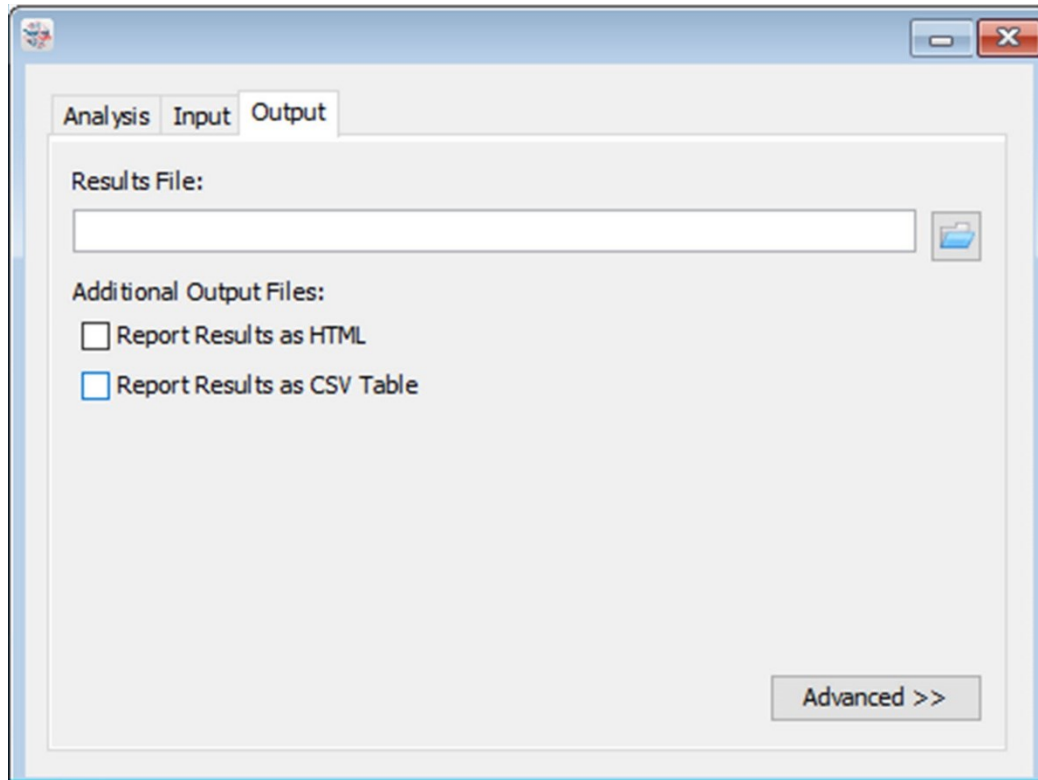 Analysis Input Output
Results File:
Additional Output Files:
Report Results as HTML
Report Results as CSV Table
Advanced >>